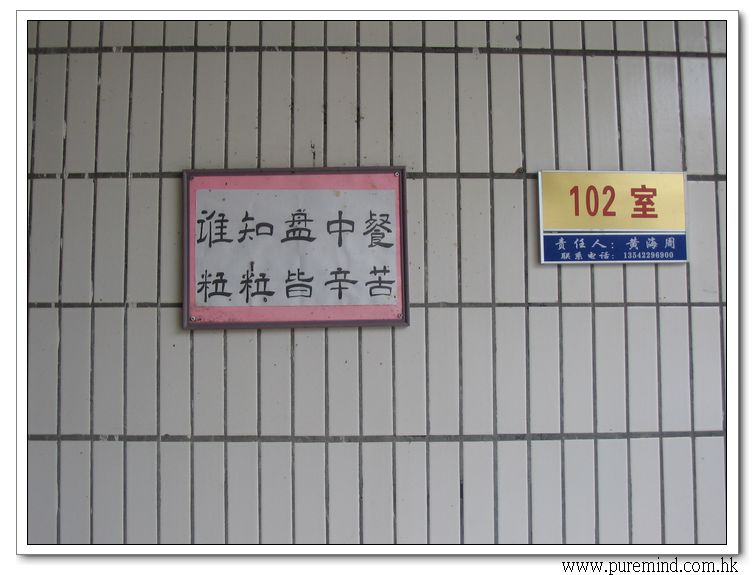 谁知盘中餐
粒粒皆辛苦
102 室
责任人：黄海周
联系电话：13542296900
www.puremind.com.hk